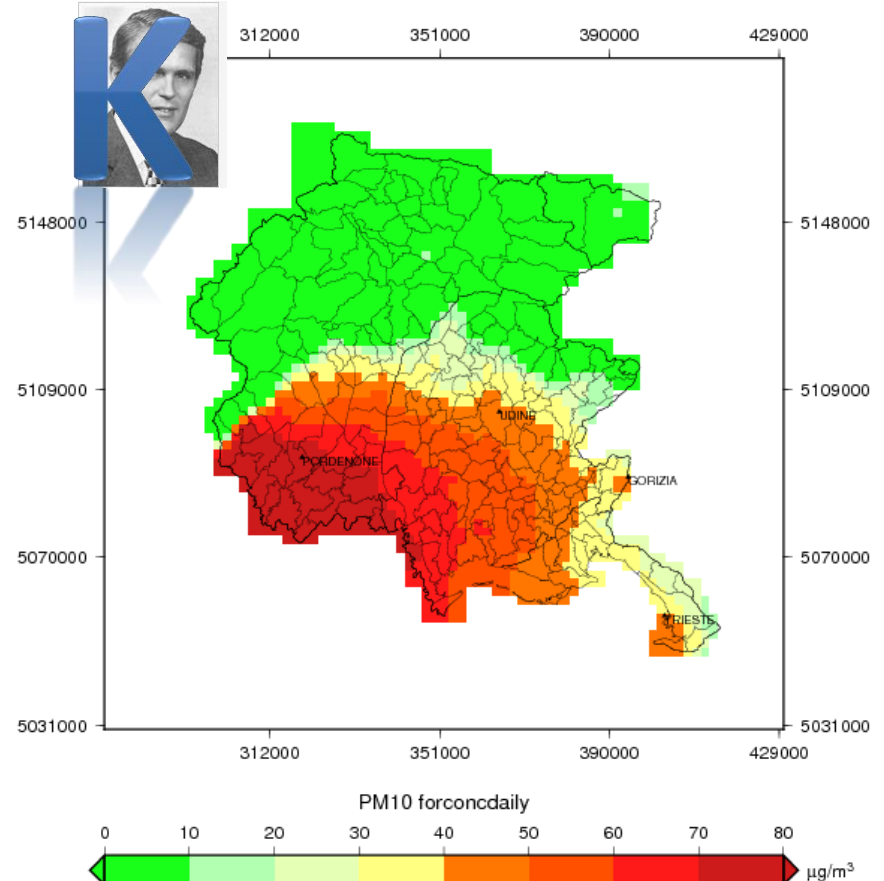 K
312000 351000 390000 429000
5148000 5148000
5109000 5109000
UDINE
PORDENONE
GORIZIA
5070000 5070000
TRIESTE
5031000 5031000
312000 351000 390000 429000
PM10 forconcdaily
0 10 20 30 40 50 60 70 80
µg/m³